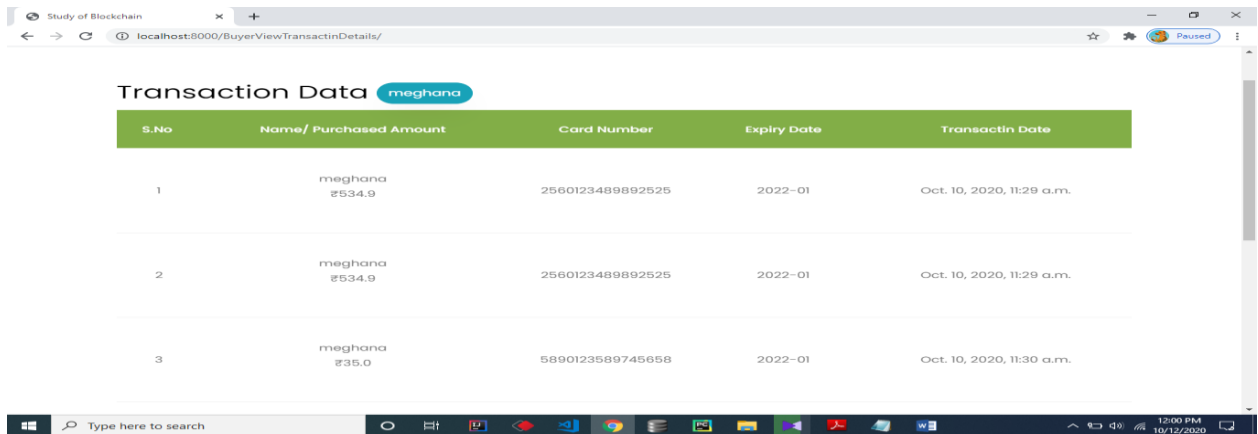 Study of Blockchain
localhost:8000/BuyerViewTransactinDetails/
Paused
Transaction Data meghana
S.No Name/ Purchased Amount Card Number Expiry Date Transactin Date
1 meghana ₹534.9 2560123489892525 2022-01 Oct. 10, 2020, 11:29 a.m.
2 meghana ₹534.9 2560123489892525 2022-01 Oct. 10, 2020, 11:29 a.m.
3 meghana ₹35.0 5890123589745658 2022-01 Oct. 10, 2020, 11:30 a.m.
Type here to search
12:00 PM
10/12/2020